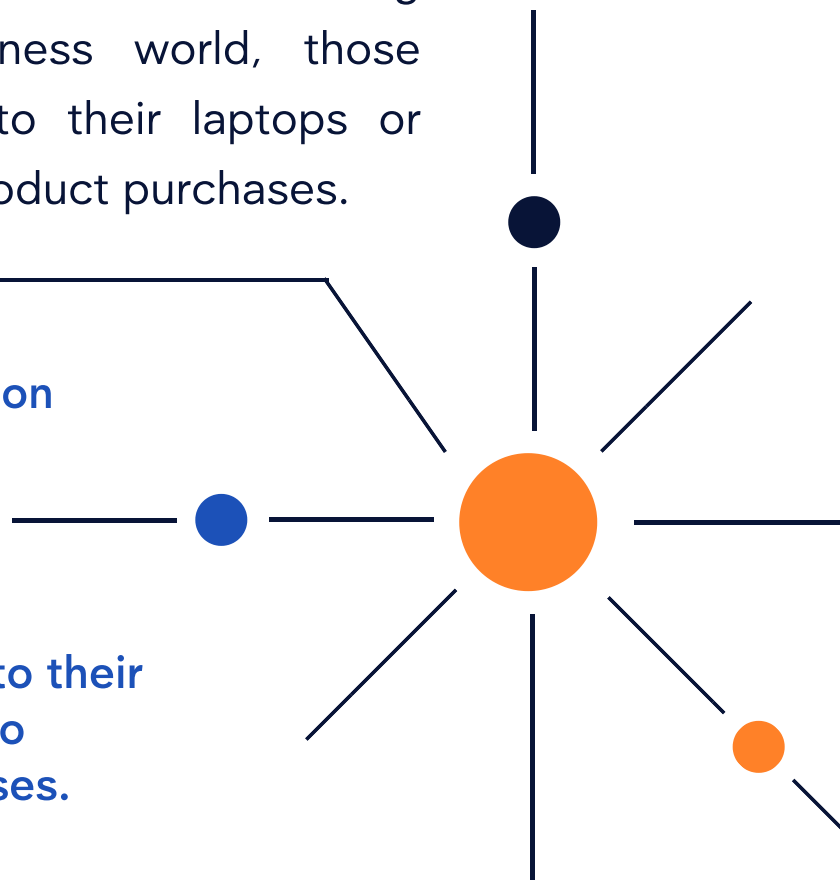 ness world, those
to their laptops or
oduct purchases.
on
to their
o
ses.